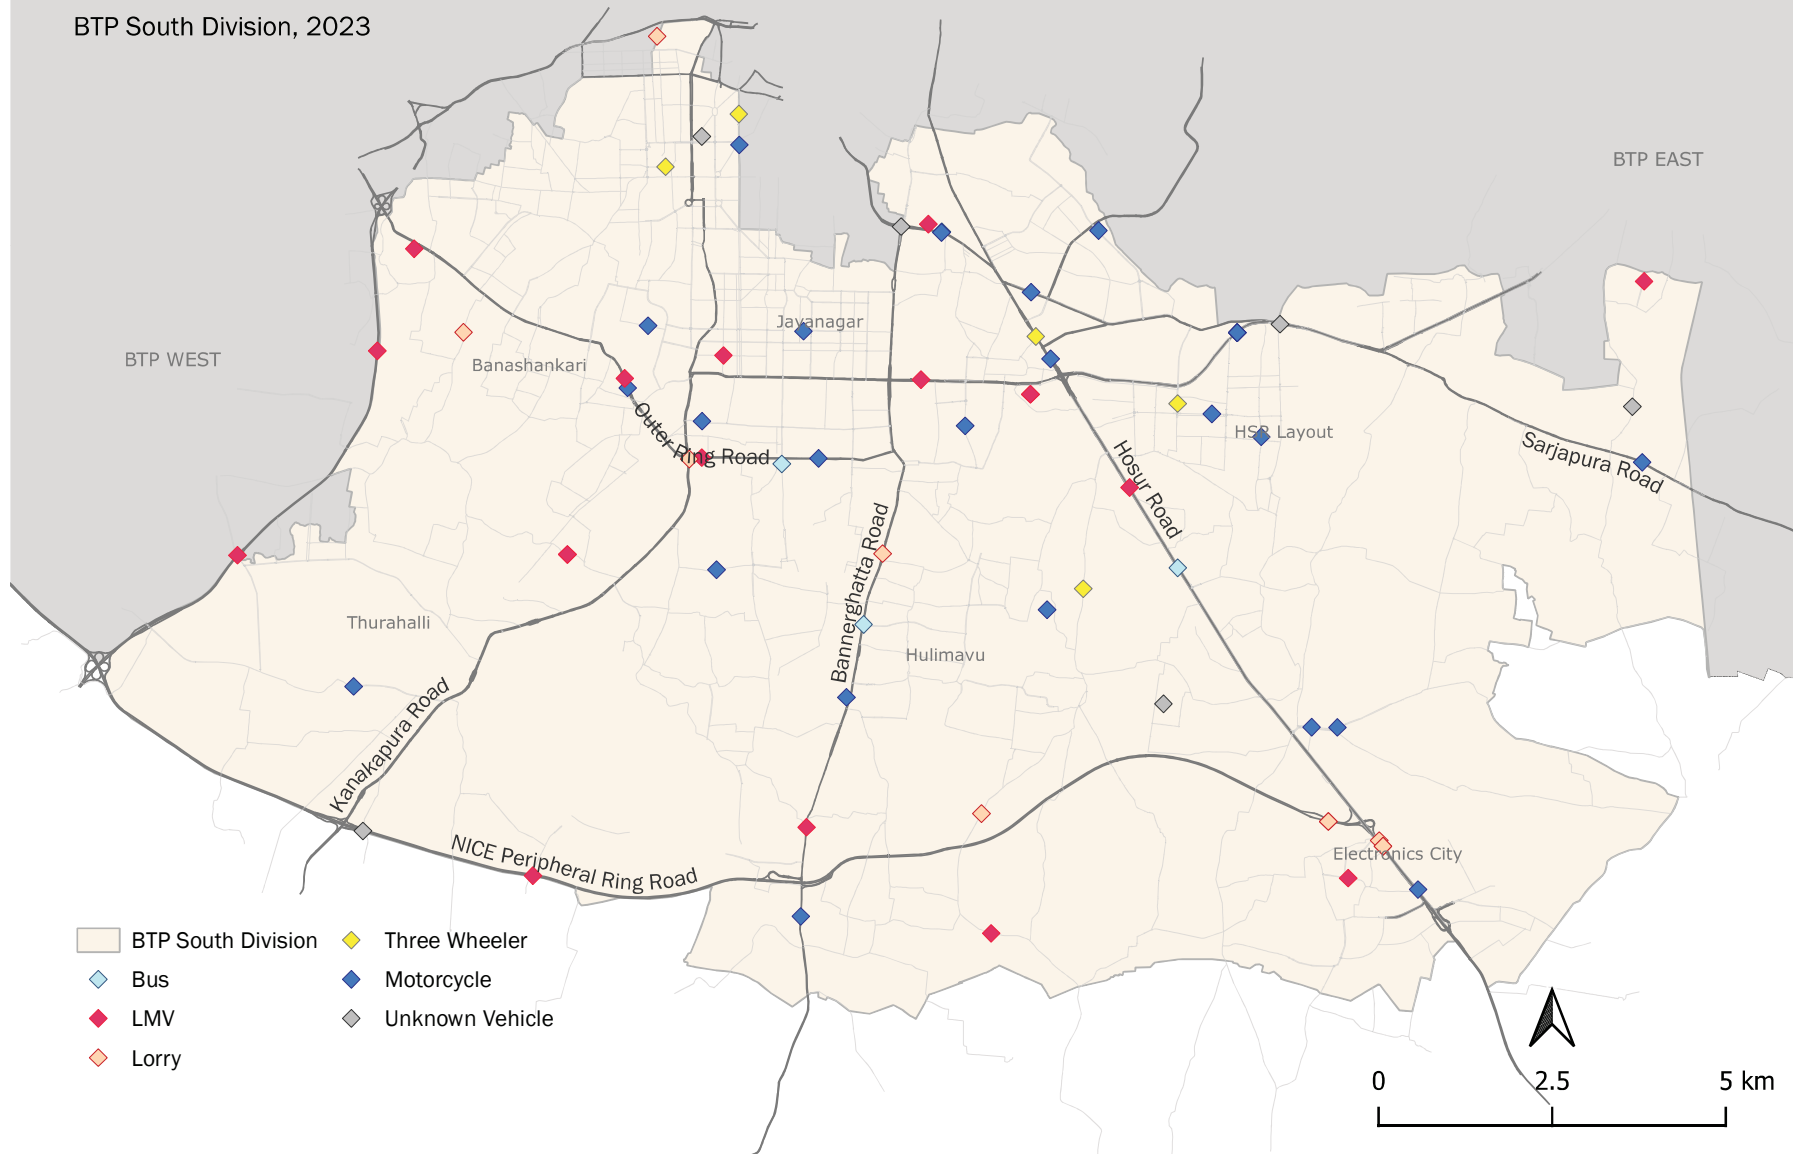 BTP South Division, 2023
BTP EAST
Jayanagar
BTP WEST
Banashankari
HSR Layout
Outer Ring Road
Hosur Road
Sarjapura Road
Bannerghatta Road
Thurahalli
Hulimavu
Kanakapura Road
NICE Peripheral Ring Road
Electronics City
BTP South Division
Three Wheeler
Bus
Motorcycle
LMV
Unknown Vehicle
Lorry
0 2.5 5 km